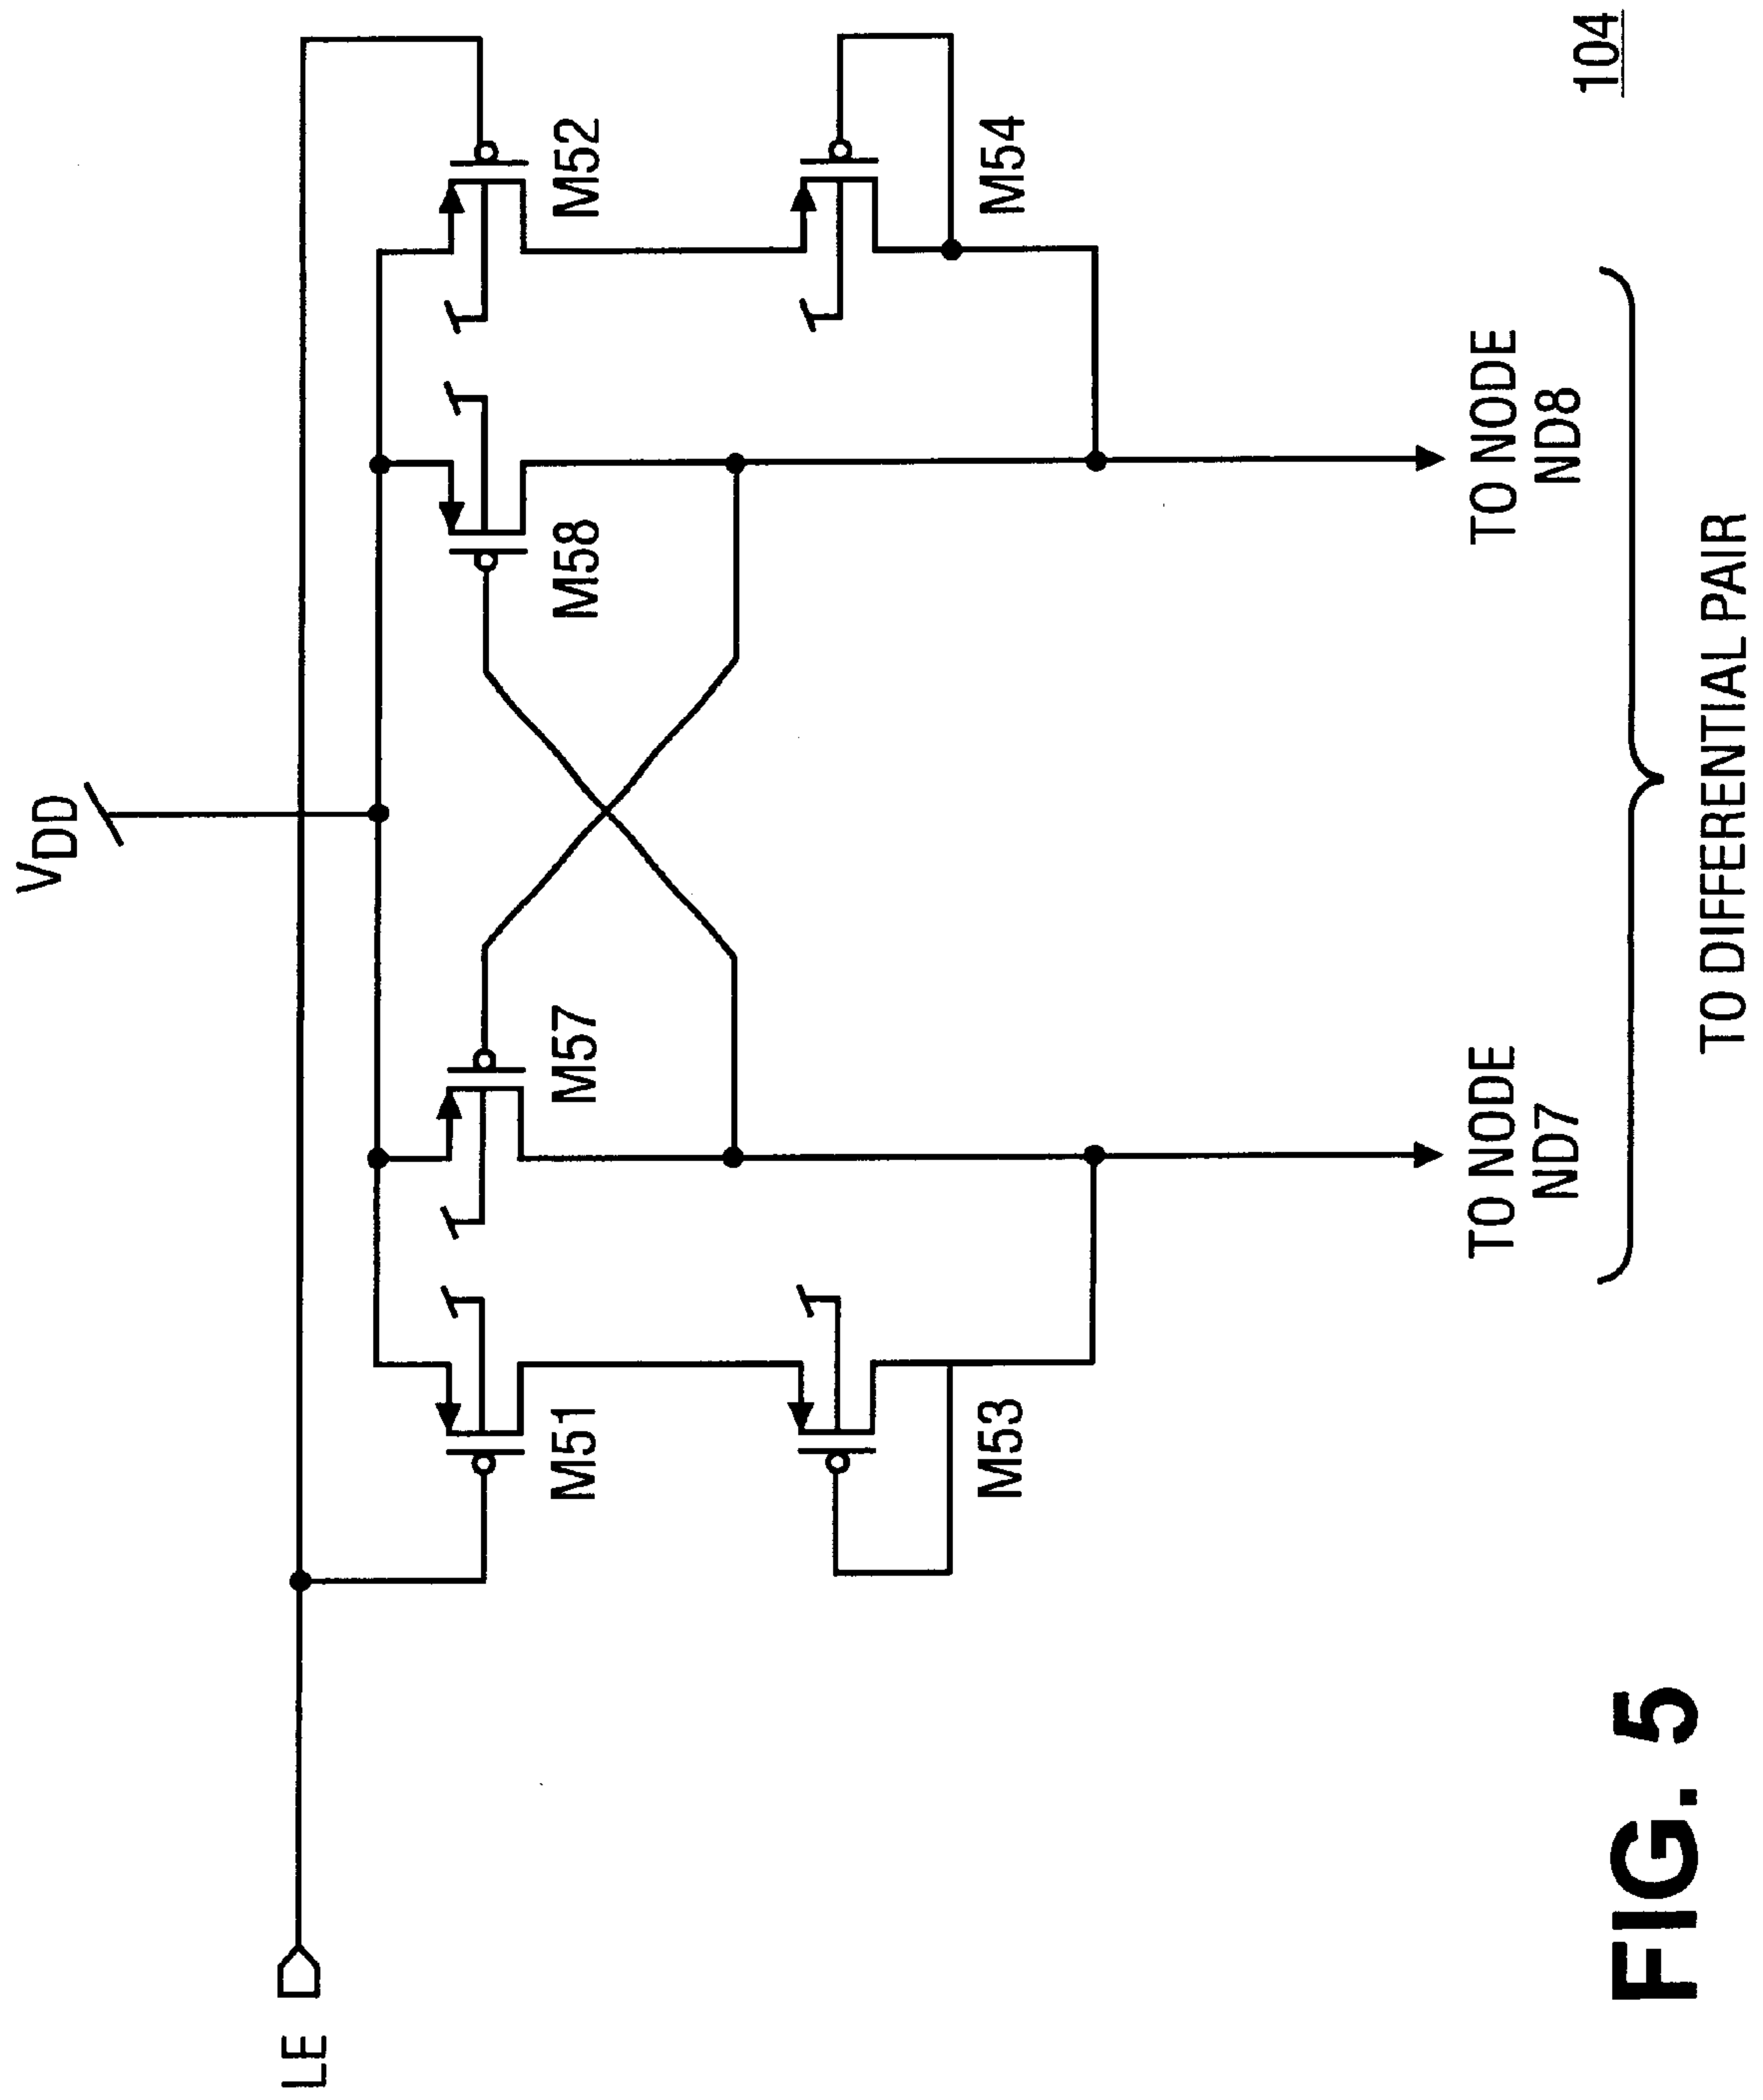 VDD
LE
M51
M57
M58
M52
M53
M54
TO NODE
ND7
TO NODE
ND8
TO DIFFERENTIAL PAIR
104
FIG. 5